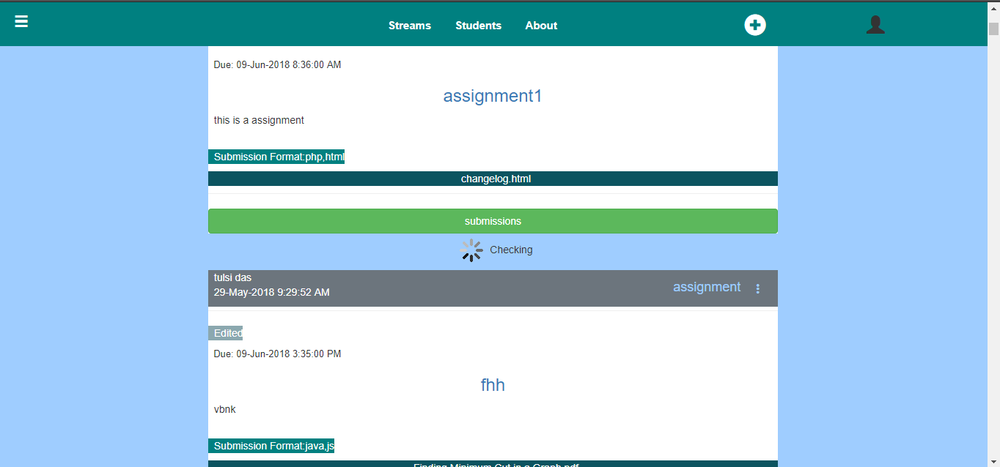 Streams Students About
Due: 09-Jun-2018 8:36:00 AM
assignment1
this is a assignment
Submission Format:php,html
changelog.html
submissions
Checking
tulsi das
29-May-2018 9:29:52 AM
assignment
Edited
Due: 09-Jun-2018 3:35:00 PM
fhh
vbnk
Submission Format:java,js
Finding Minimum Cut in a Graph.pdf